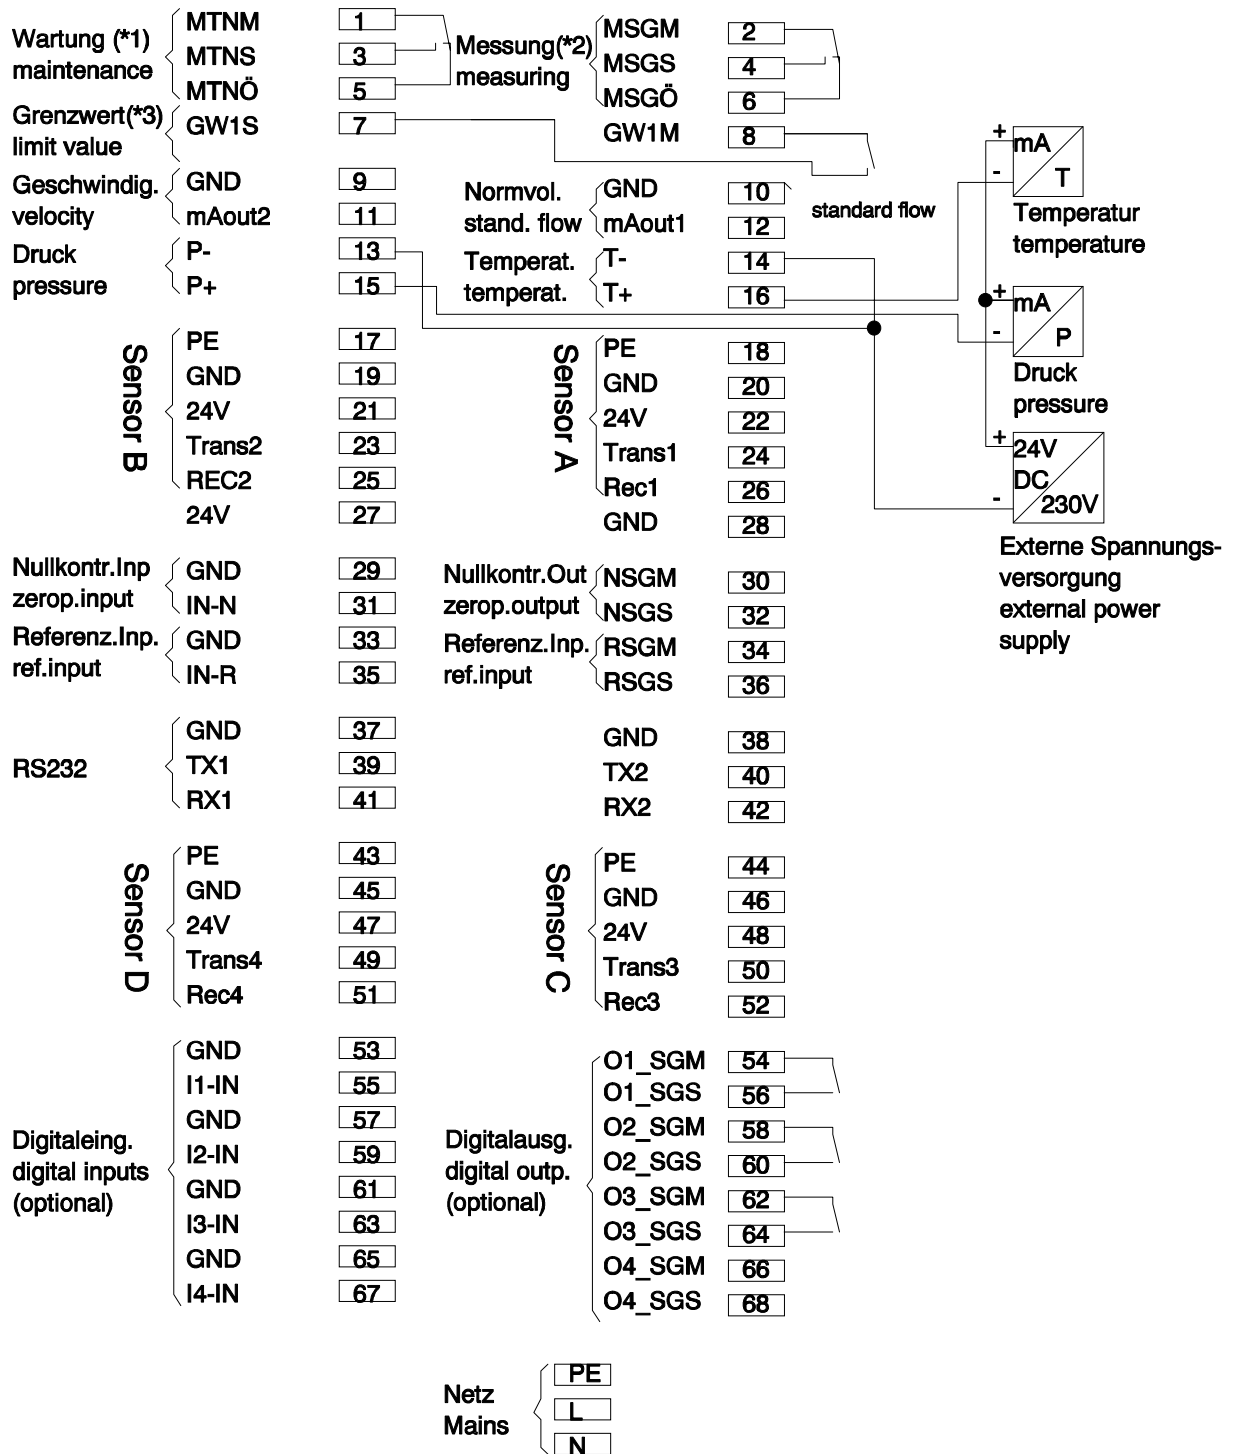 Wartung (*1)
maintenance
MTNM 1
MTNS 3
MTNÖ 5
Grenzwert(*3)
limit value
GW1S 7
Geschwindig.
velocity
GND 9
mAout2 11
Druck
pressure
P- 13
P+ 15
Sensor B
PE 17
GND 19
24V 21
Trans2 23
REC2 25
24V 27
Nullkontr.Inp
zerop.input
GND 29
IN-N 31
Referenz.Inp.
ref.input
GND 33
IN-R 35
RS232
GND 37
TX1 39
RX1 41
Sensor D
PE 43
GND 45
24V 47
Trans4 49
Rec4 51
Digitaleing.
digital inputs
(optional)
GND 53
I1-IN 55
GND 57
I2-IN 59
GND 61
I3-IN 63
GND 65
I4-IN 67
Messung(*2)
measuring
MSGM 2
MSGS 4
MSGÖ 6
GW1M 8
Normvol.
stand. flow
GND 10
mAout1 12
standard flow
Temperat.
temperat.
T- 14
T+ 16
Sensor A
PE 18
GND 20
24V 22
Trans1 24
Rec1 26
GND 28
Nullkontr.Out
zerop.output
NSGM 30
NSGS 32
Referenz.Inp.
ref.input
RSGM 34
RSGS 36
GND 38
TX2 40
RX2 42
Sensor C
PE 44
GND 46
24V 48
Trans3 50
Rec3 52
Digitalausg.
digital outp.
(optional)
O1_SGM 54
O1_SGS 56
O2_SGM 58
O2_SGS 60
O3_SGM 62
O3_SGS 64
O4_SGM 66
O4_SGS 68
+ mA
- T
Temperatur
temperature
+ mA
- P
Druck
pressure
+ 24V
DC
- 230V
Externe Spannungs-
versorgung
external power
supply
Netz
Mains
PE
L
N